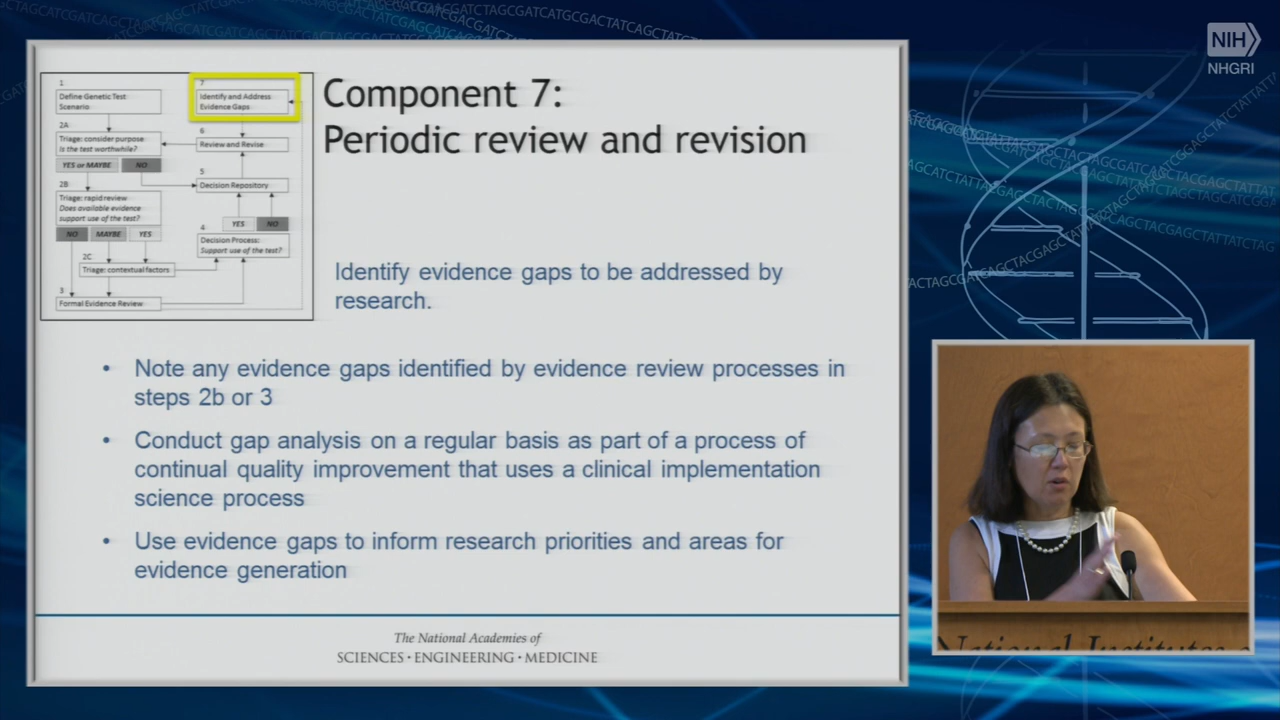 NIH
NHGRI
Component 7:
Periodic review and revision
1
Define Genetic Test
Scenario
2A
Triage: consider purpose
Is the test worthwhile?
YES or MAYBE
NO
2B
Triage: rapid review
Does available evidence
support use of the test?
NO
MAYBE
YES
2C
Triage: contextual factors
3
Formal Evidence Review
7
Identify and Address
Evidence Gaps
6
Review and Revise
5
Decision Repository
YES
NO
4
Decision Process:
Support use of the test?
Identify evidence gaps to be addressed by
research.
• Note any evidence gaps identified by evidence review processes in
steps 2b or 3
• Conduct gap analysis on a regular basis as part of a process of
continual quality improvement that uses a clinical implementation
science process
• Use evidence gaps to inform research priorities and areas for
evidence generation
The National Academies of
SCIENCES · ENGINEERING · MEDICINE
National Institutes